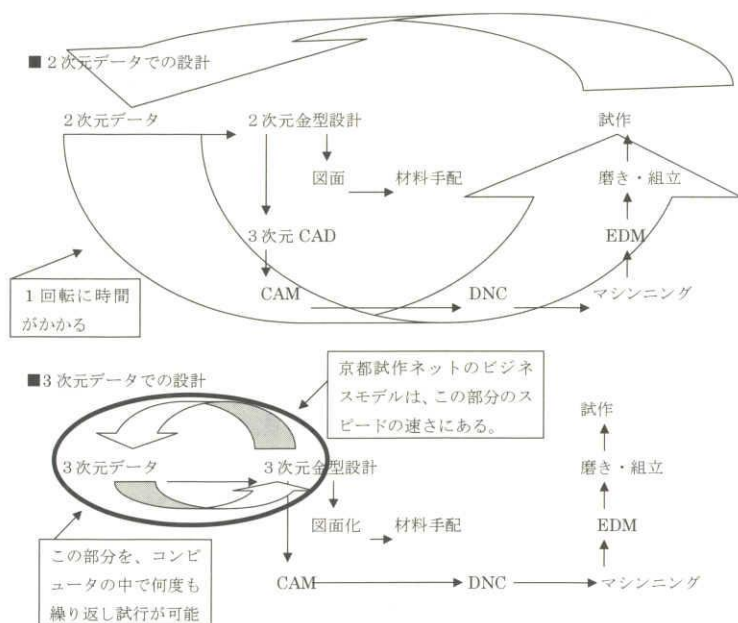 ■２次元データでの設計
２次元データ
２次元金型設計
試作
図面
材料手配
磨き・組立
３次元 CAD
EDM
１回転に時間
がかかる
CAM
DNC
マシンニング
■3 次元データでの設計
京都試作ネットのビジネ
スモデルは、この部分のス
ピードの速さにある。
試作
3次元データ
３次元金型設計
磨き・組立
図面化
材料手配
EDM
この部分を、コンピ
ュータの中で何度も
繰り返し試行が可能
CAM
DNC
マシンニング